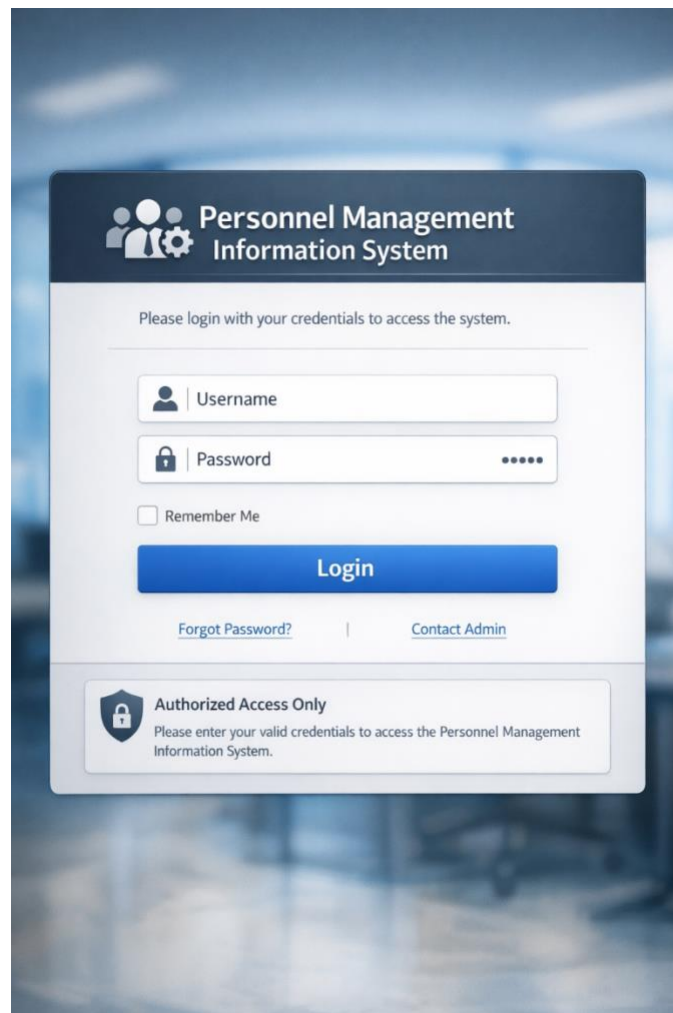 Personnel Management
Information System
Please login with your credentials to access the system.
Username
Password •••••
Remember Me
Login
Forgot Password? | Contact Admin
Authorized Access Only
Please enter your valid credentials to access the Personnel Management
Information System.